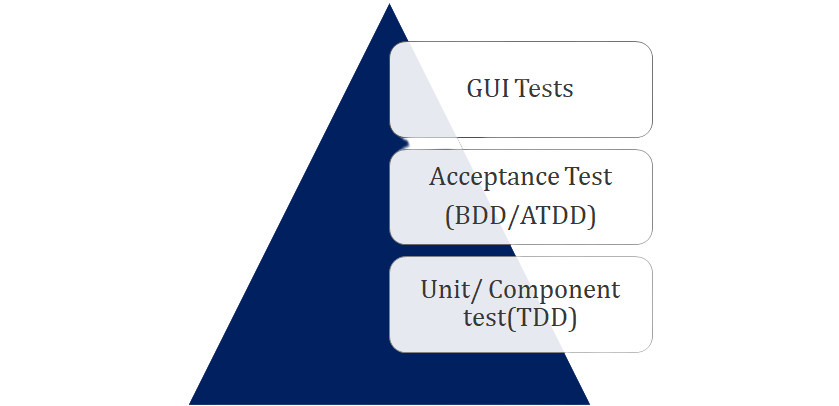 GUI Tests
Acceptance Test
(BDD/ATDD)
Unit/ Component
test(TDD)